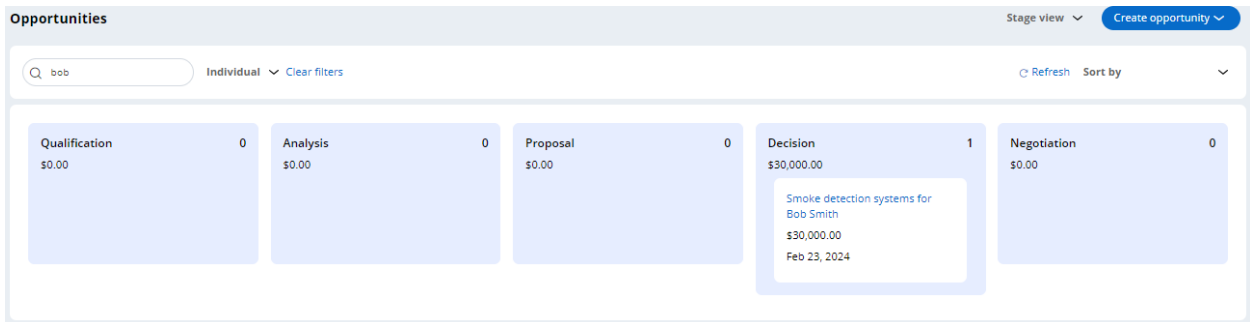 Opportunities
Stage view
Create opportunity
bob
Individual
Clear filters
Refresh
Sort by
Qualification 0
$0.00
Analysis 0
$0.00
Proposal 0
$0.00
Decision 1
$30,000.00
Smoke detection systems for
Bob Smith
$30,000.00
Feb 23, 2024
Negotiation 0
$0.00